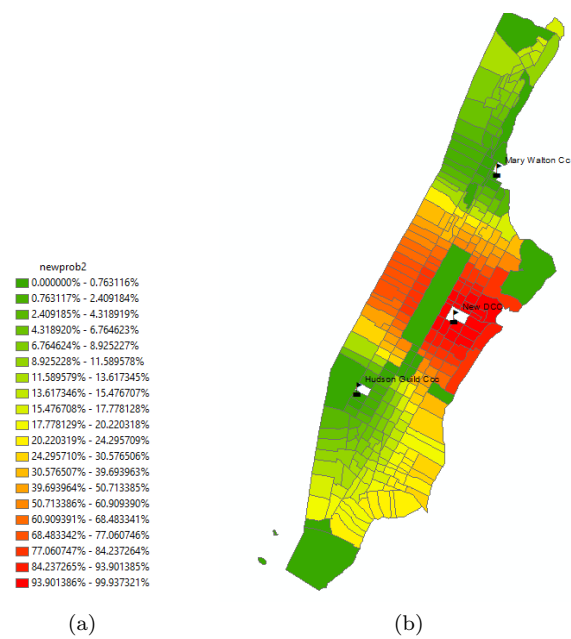 newprob2
0.000000% - 0.763116%
0.763117% - 2.409184%
2.409185% - 4.318919%
4.318920% - 6.764623%
6.764624% - 8.925227%
8.925228% - 11.589578%
11.589579% - 13.617345%
13.617346% - 15.476707%
15.476708% - 17.778128%
17.778129% - 20.220318%
20.220319% - 24.295709%
24.295710% - 30.576506%
30.576507% - 39.693963%
39.693964% - 50.713385%
50.713386% - 60.909390%
60.909391% - 68.483341%
68.483342% - 77.060746%
77.060747% - 84.237264%
84.237265% - 93.901385%
93.901386% - 99.937321%
(a)
Mary Walton Cc
New DCC
Hudson Guild Coo
(b)